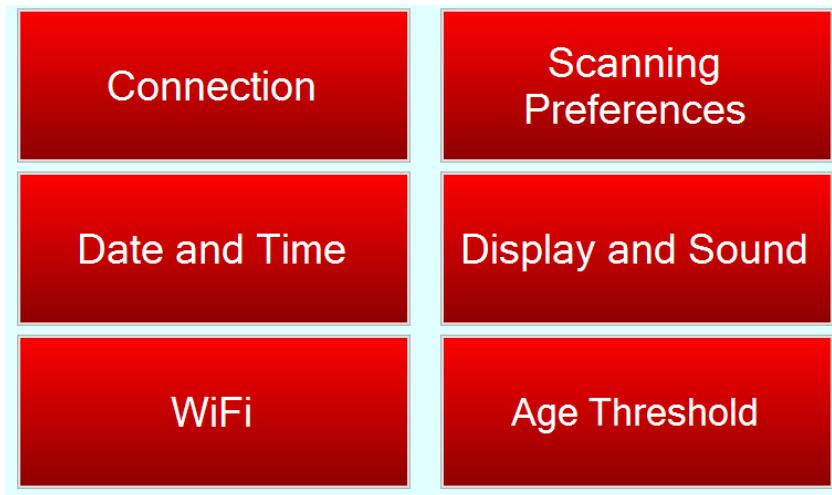 Connection
Scanning
Preferences
Date and Time
Display and Sound
WiFi
Age Threshold